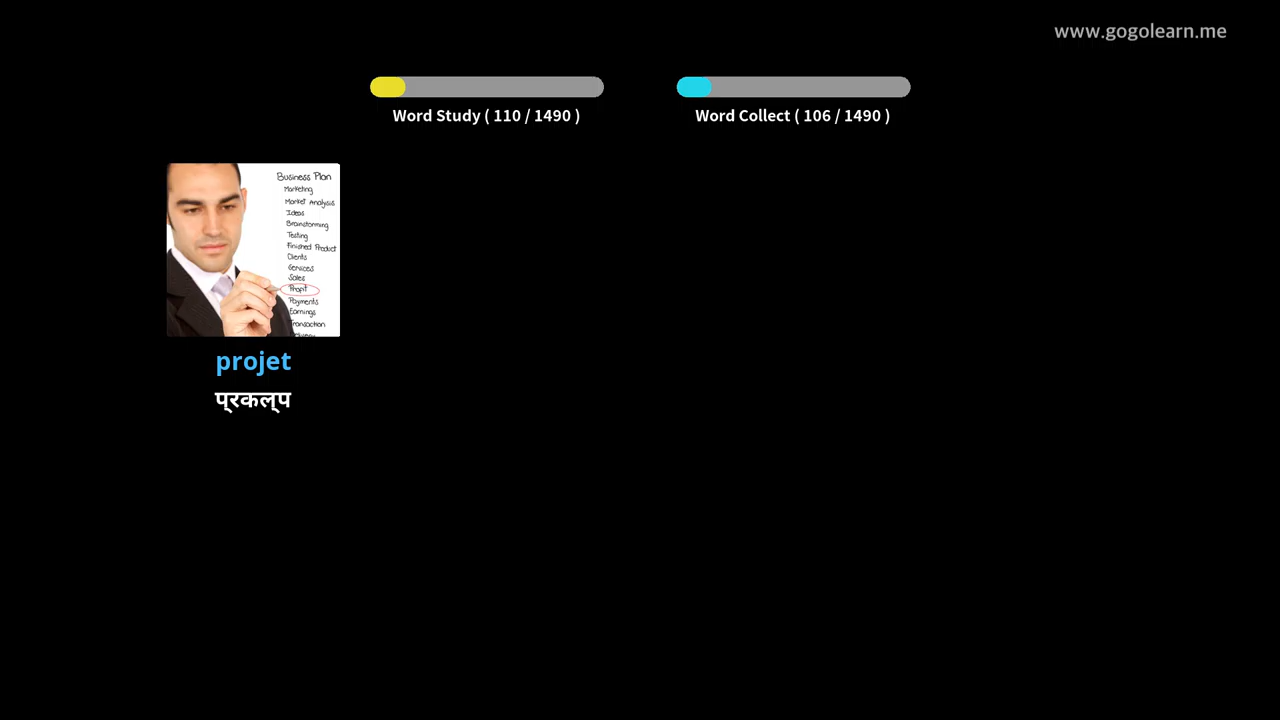 www.gogolearn.me
Word Study ( 110 / 1490 )
Word Collect ( 106 / 1490 )
Business Plan
Marketing
Market Analysis
Ideas
Brainstorming
Testing
Finished Product
Clients
Services
Sales
Profit
Payments
Earnings
Transaction
Delivery
projet
प्रकल्प